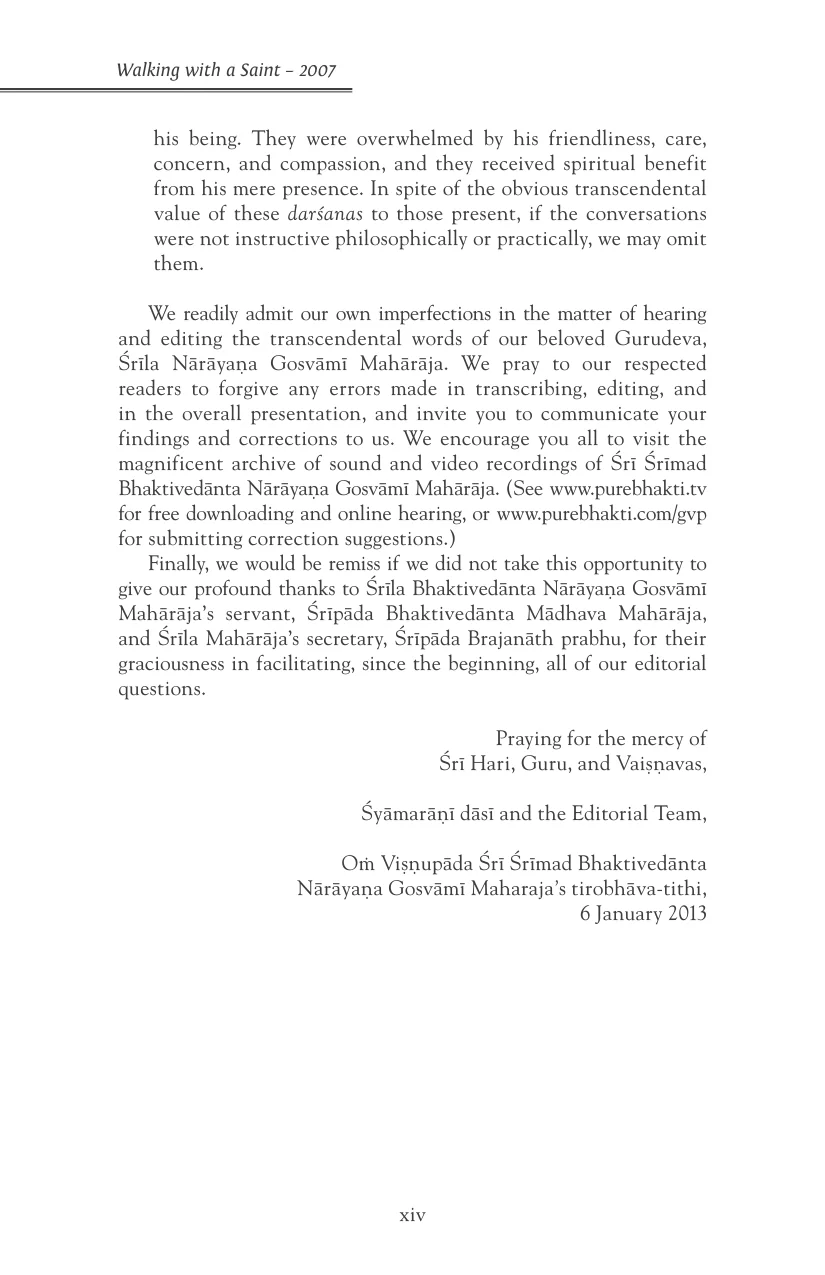 Walking with a Saint – 2007
his being. They were overwhelmed by his friendliness, care,
concern, and compassion, and they received spiritual benefit
from his mere presence. In spite of the obvious transcendental
value of these darśanas to those present, if the conversations
were not instructive philosophically or practically, we may omit
them.
We readily admit our own imperfections in the matter of hearing
and editing the transcendental words of our beloved Gurudeva,
Śrīla Nārāyaṇa Gosvāmī Mahārāja. We pray to our respected
readers to forgive any errors made in transcribing, editing, and
in the overall presentation, and invite you to communicate your
findings and corrections to us. We encourage you all to visit the
magnificent archive of sound and video recordings of Śrī Śrīmad
Bhaktivedānta Nārāyaṇa Gosvāmī Mahārāja. (See www.purebhakti.tv
for free downloading and online hearing, or www.purebhakti.com/gvp
for submitting correction suggestions.)
Finally, we would be remiss if we did not take this opportunity to
give our profound thanks to Śrīla Bhaktivedānta Nārāyaṇa Gosvāmī
Mahārāja's servant, Śrīpāda Bhaktivedānta Mādhava Mahārāja,
and Śrīla Mahārāja's secretary, Śrīpāda Brajanāth prabhu, for their
graciousness in facilitating, since the beginning, all of our editorial
questions.
Praying for the mercy of
Śrī Hari, Guru, and Vaiṣṇavas,
Śyāmarāṇī dāsī and the Editorial Team,
Oṁ Viṣṇupāda Śrī Śrīmad Bhaktivedānta
Nārāyaṇa Gosvāmī Maharaja's tirobhāva-tithi,
6 January 2013
xiv